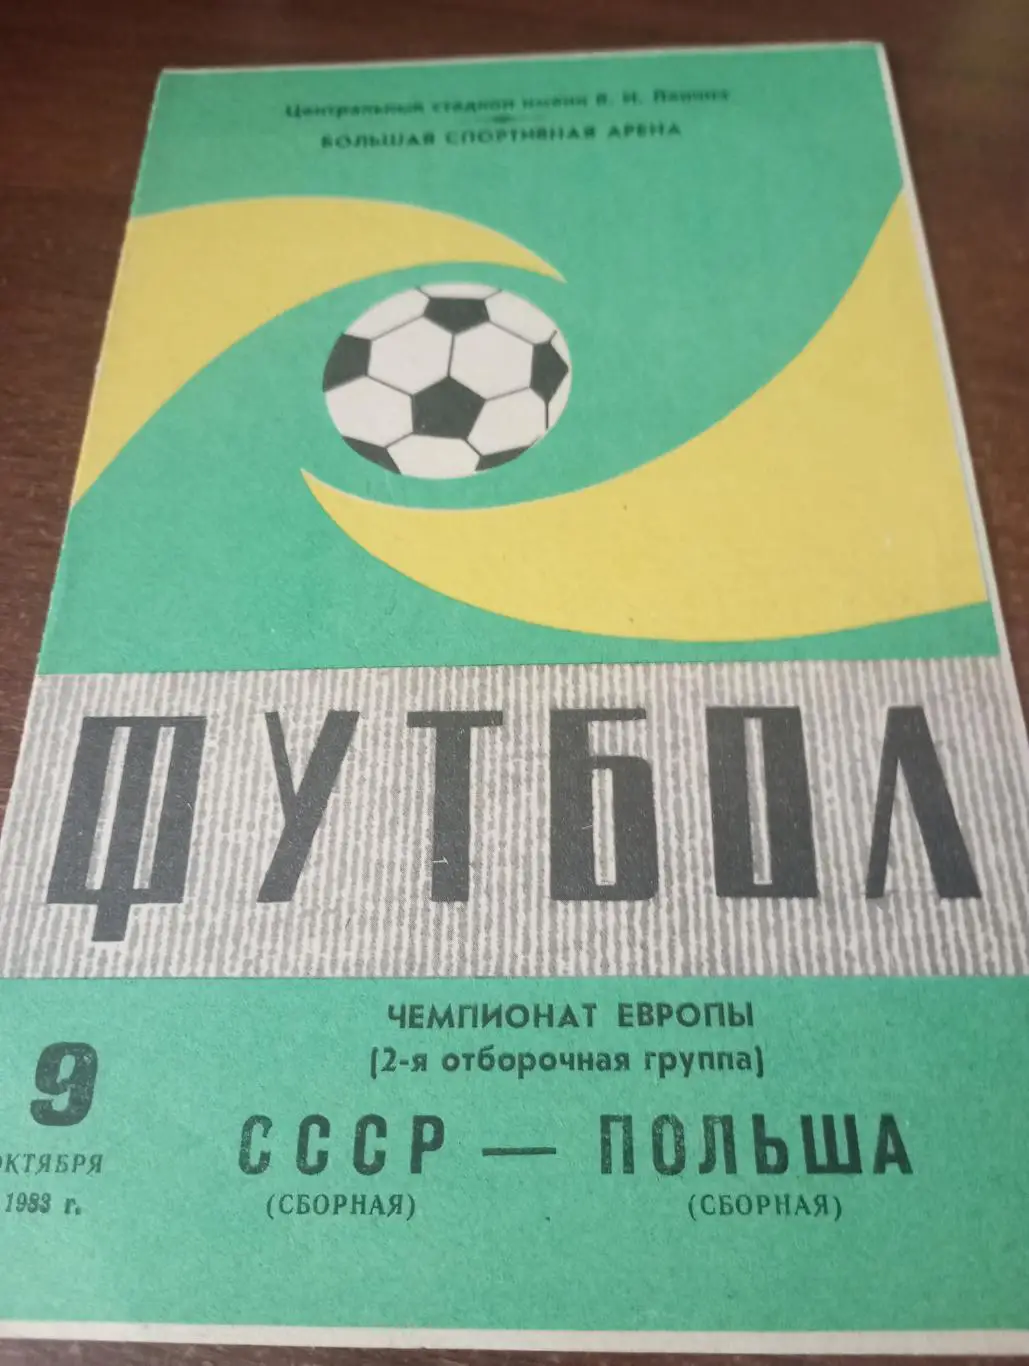 Центральный стадион имени В. И. Ленина
БОЛЬШАЯ СПОРТИВНАЯ АРЕНА
ФУТБОЛ
ЧЕМПИОНАТ ЕВРОПЫ
(2-я отборочная группа)
9
ОКТЯБРЯ
1983 г.
СССР — ПОЛЬША
(СБОРНАЯ) (СБОРНАЯ)